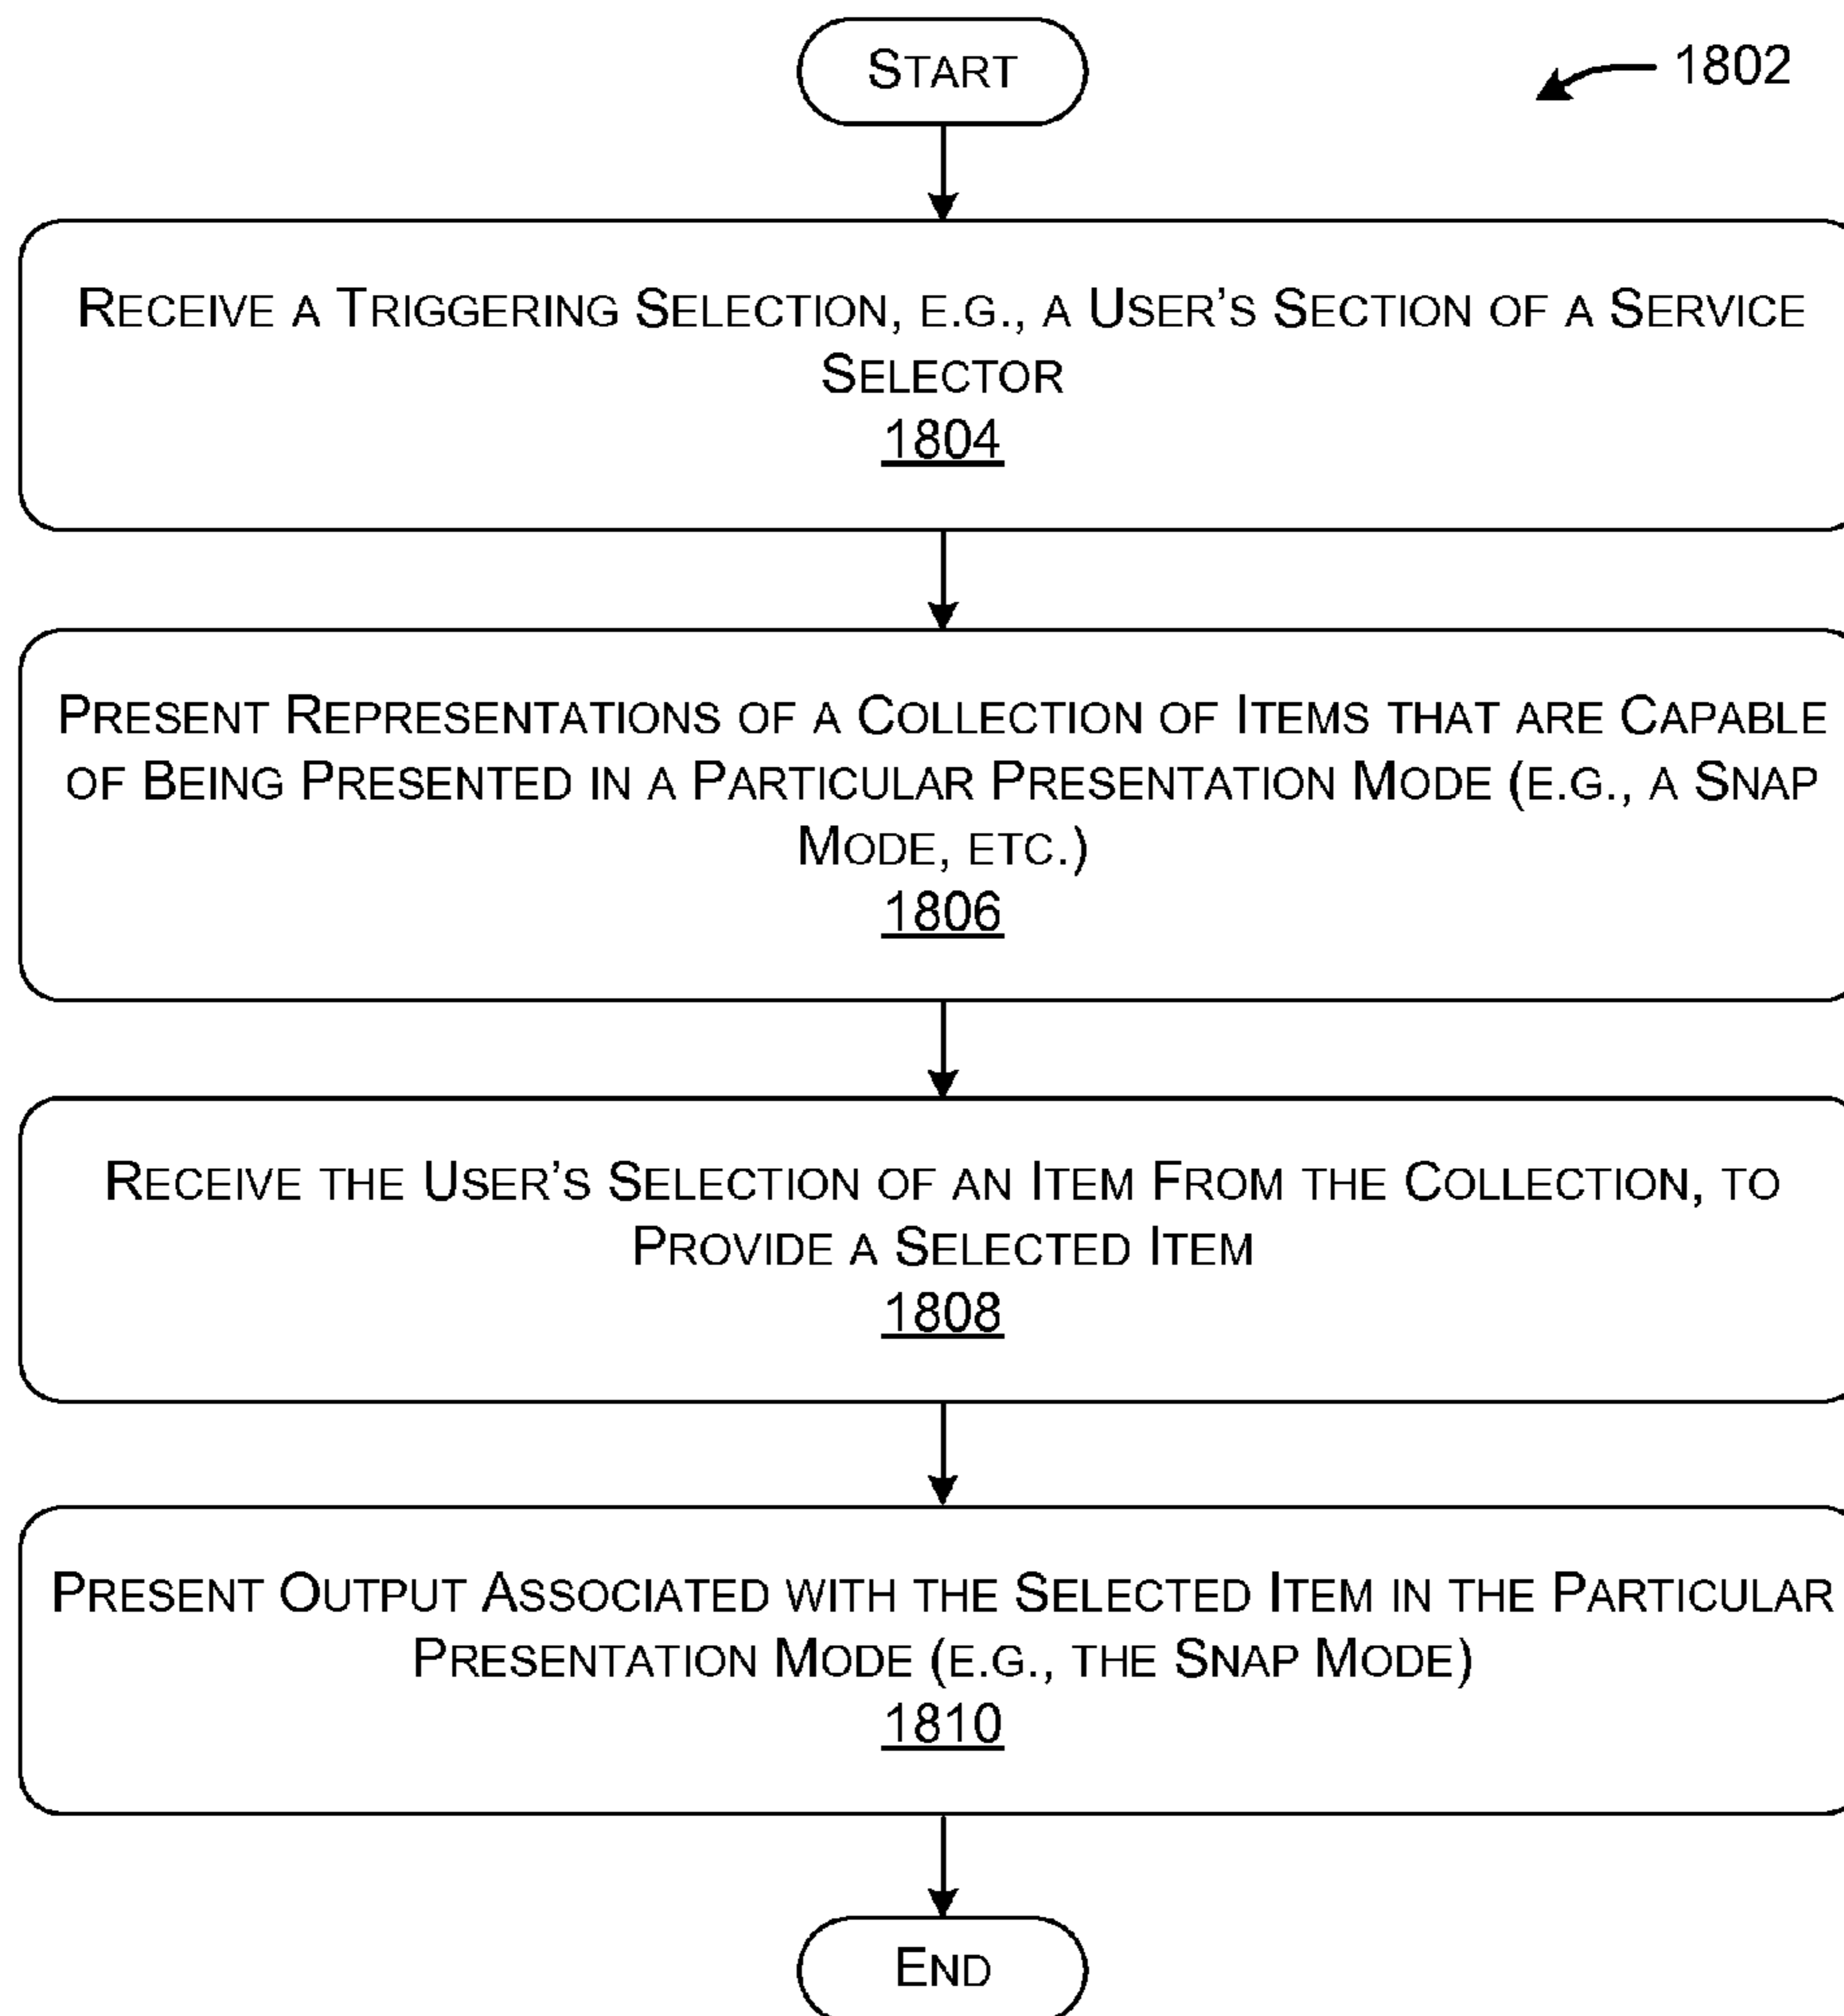 START
1802
RECEIVE A TRIGGERING SELECTION, E.G., A USER'S SECTION OF A SERVICE
SELECTOR
1804
PRESENT REPRESENTATIONS OF A COLLECTION OF ITEMS THAT ARE CAPABLE
OF BEING PRESENTED IN A PARTICULAR PRESENTATION MODE (E.G., A SNAP
MODE, ETC.)
1806
RECEIVE THE USER'S SELECTION OF AN ITEM FROM THE COLLECTION, TO
PROVIDE A SELECTED ITEM
1808
PRESENT OUTPUT ASSOCIATED WITH THE SELECTED ITEM IN THE PARTICULAR
PRESENTATION MODE (E.G., THE SNAP MODE)
1810
END